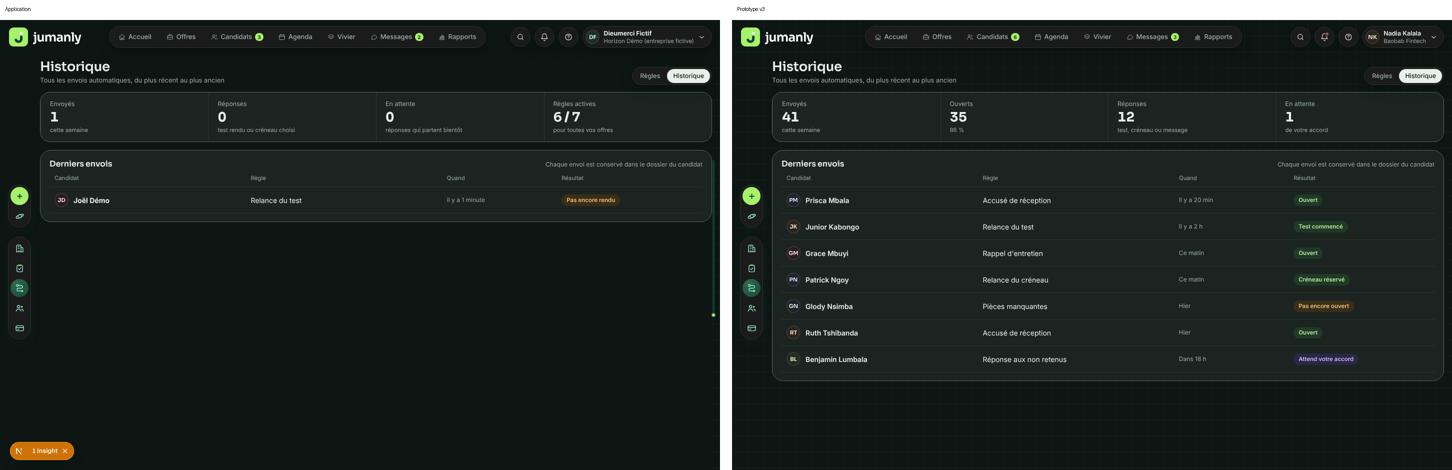 Application
jumanly
Accueil
Offres
Candidats 3
Agenda
Vivier
Messages 2
Rapports
DF
Dieumerci Fictif
Horizon Démo (entreprise fictive)
Historique
Tous les envois automatiques, du plus récent au plus ancien
Règles
Historique
Envoyés
1
cette semaine
Réponses
0
test rendu ou créneau choisi
En attente
0
réponses qui partent bientôt
Règles actives
6/7
pour toutes vos offres
Derniers envois
Chaque envoi est conservé dans le dossier du candidat
Candidat Règle Quand Résultat
JD Joël Démo Relance du test Il y a 1 minute Pas encore rendu
N 1 Insight
Prototype v3
jumanly
Accueil
Offres
Candidats 6
Agenda
Vivier
Messages 3
Rapports
NK
Nadia Kalala
Baobab Fintech
Historique
Tous les envois automatiques, du plus récent au plus ancien
Règles
Historique
Envoyés
41
cette semaine
Ouverts
35
86 %
Réponses
12
test, créneau ou message
En attente
1
de votre accord
Derniers envois
Chaque envoi est conservé dans le dossier du candidat
Candidat Règle Quand Résultat
PM Prisca Mbala Accusé de réception Il y a 20 min Ouvert
JK Junior Kabongo Relance du test Il y a 2 h Test commencé
GM Grace Mbuyi Rappel d'entretien Ce matin Ouvert
PN Patrick Ngoy Relance du créneau Ce matin Créneau réservé
GN Glody Nsimba Pièces manquantes Hier Pas encore ouvert
RT Ruth Tshibanda Accusé de réception Hier Ouvert
BL Benjamin Lumbala Réponse aux non retenus Dans 18 h Attend votre accord